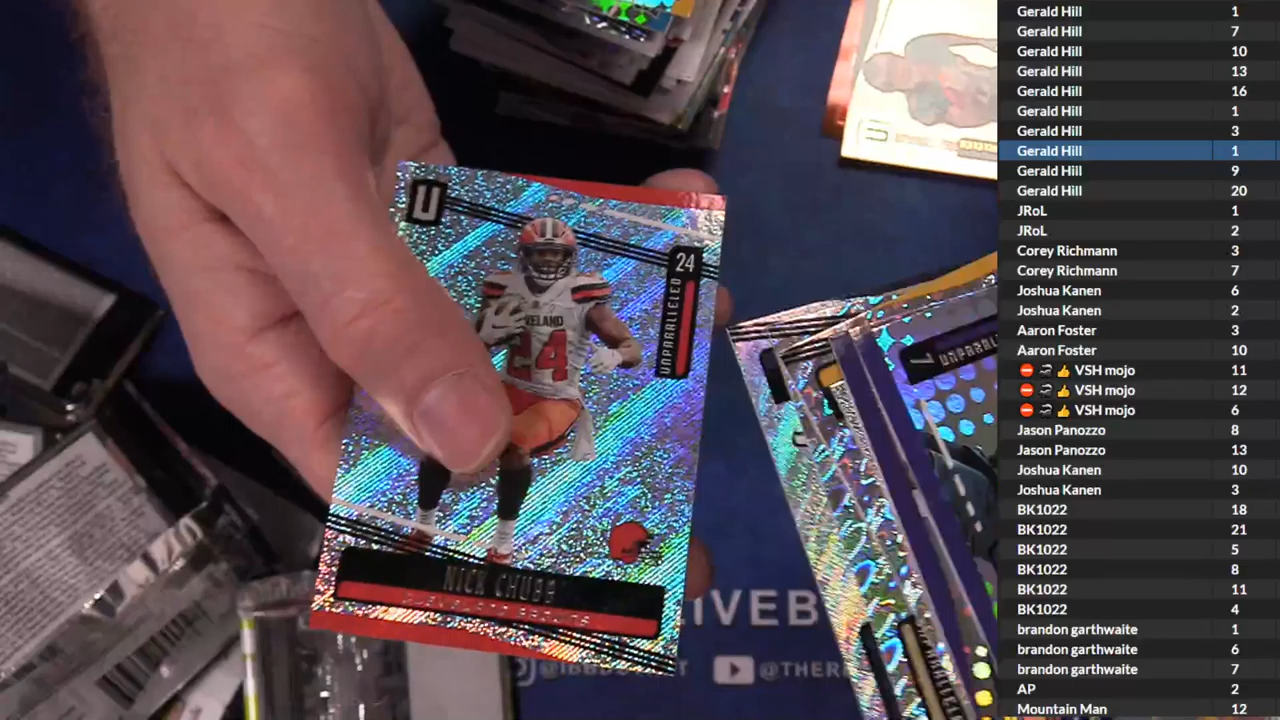 U
24
UNPARALLELED
ELAND
24
NICK CHUBB
UNPARALL
IVEB
@THERE
Gerald Hill 1
Gerald Hill 7
Gerald Hill 10
Gerald Hill 13
Gerald Hill 16
Gerald Hill 1
Gerald Hill 3
Gerald Hill 1
Gerald Hill 9
Gerald Hill 20
JRoL 1
JRoL 2
Corey Richmann 3
Corey Richmann 7
Joshua Kanen 6
Joshua Kanen 2
Aaron Foster 3
Aaron Foster 10
VSH mojo 11
VSH mojo 12
VSH mojo 6
Jason Panozzo 8
Jason Panozzo 13
Joshua Kanen 10
Joshua Kanen 3
BK1022 18
BK1022 21
BK1022 5
BK1022 8
BK1022 11
BK1022 4
brandon garthwaite 1
brandon garthwaite 6
brandon garthwaite 7
AP 2
Mountain Man 12